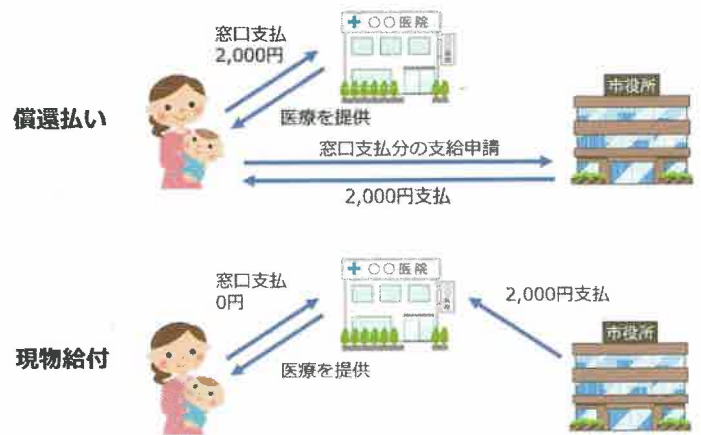 窓口支払
2,000円
○○医院
市役所
償還払い
医療を提供
窓口支払分の支給申請
2,000円支払
○○医院
窓口支払
0円
2,000円支払
市役所
現物給付
医療を提供